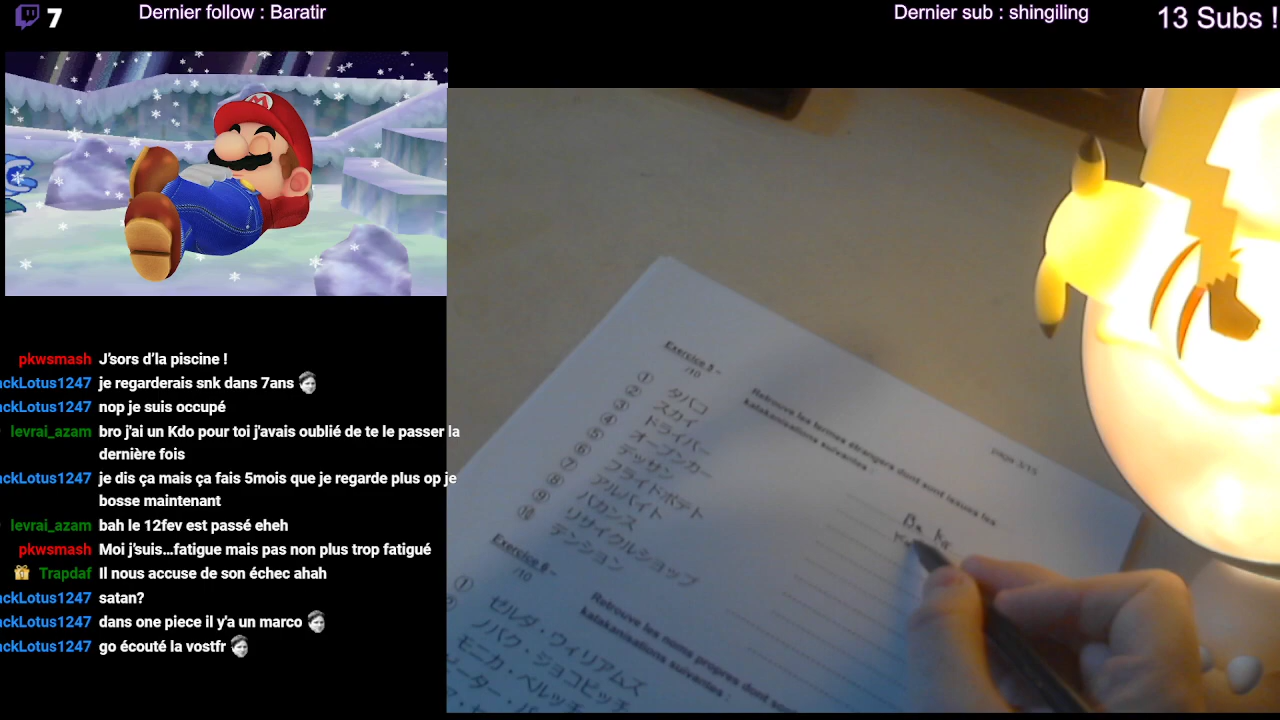 7
Dernier follow : Baratir
Dernier sub : shingiling
13 Subs !
pkwsmash J'sors d'la piscine !
ackLotus1247 je regarderais snk dans 7ans
ackLotus1247 nop je suis occupé
levrai_azam bro j'ai un Kdo pour toi j'avais oublié de te le passer la
dernière fois
ackLotus1247 je dis ça mais ça fais 5mois que je regarde plus op je
bosse maintenant
levrai_azam bah le 12fev est passé eheh
pkwsmash Moi j'suis...fatigue mais pas non plus trop fatigué
Trapdaf Il nous accuse de son échec ahah
ackLotus1247 satan?
ackLotus1247 dans one piece il y'a un marco
ackLotus1247 go écouté la vostfr
page 5/15
Exercice 5 -
/10
Retrouve les termes étrangers dont sont issues les
katakanisations suivantes :
① タバコ
② スカイ
③ ドライバー
④ オープンカー
⑤ デッサン
⑥ フライドポテト
⑦ アルバイト
⑧ バカンス
⑨ リサイクルショップ
⑩ テンション
Exercice 6 -
/10
Retrouve les noms propres dont sont
katakanisations suivantes :
① ゼルダ・ウィリアムス
ノバク・ジョコビッチ
モニカ・ベルッチ